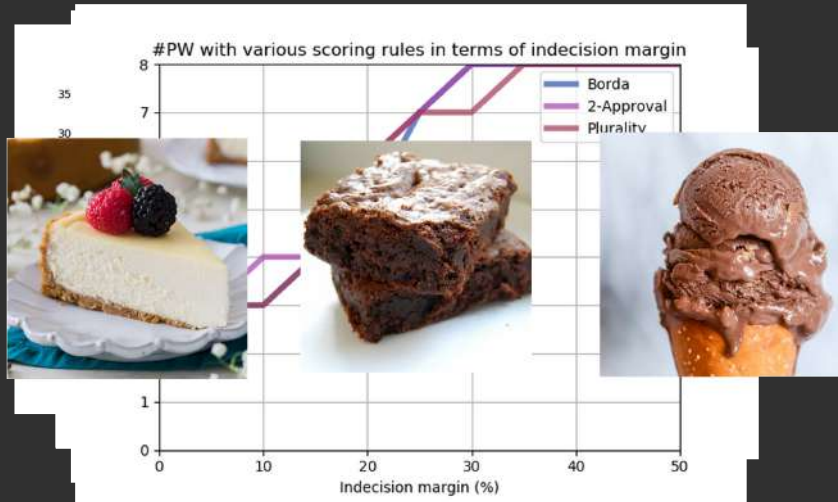 #PW with various scoring rules in terms of indecision margin
8
7
1
0
35
30
Borda
2-Approval
Plurality
0 10 20 30 40 50
Indecision margin (%)